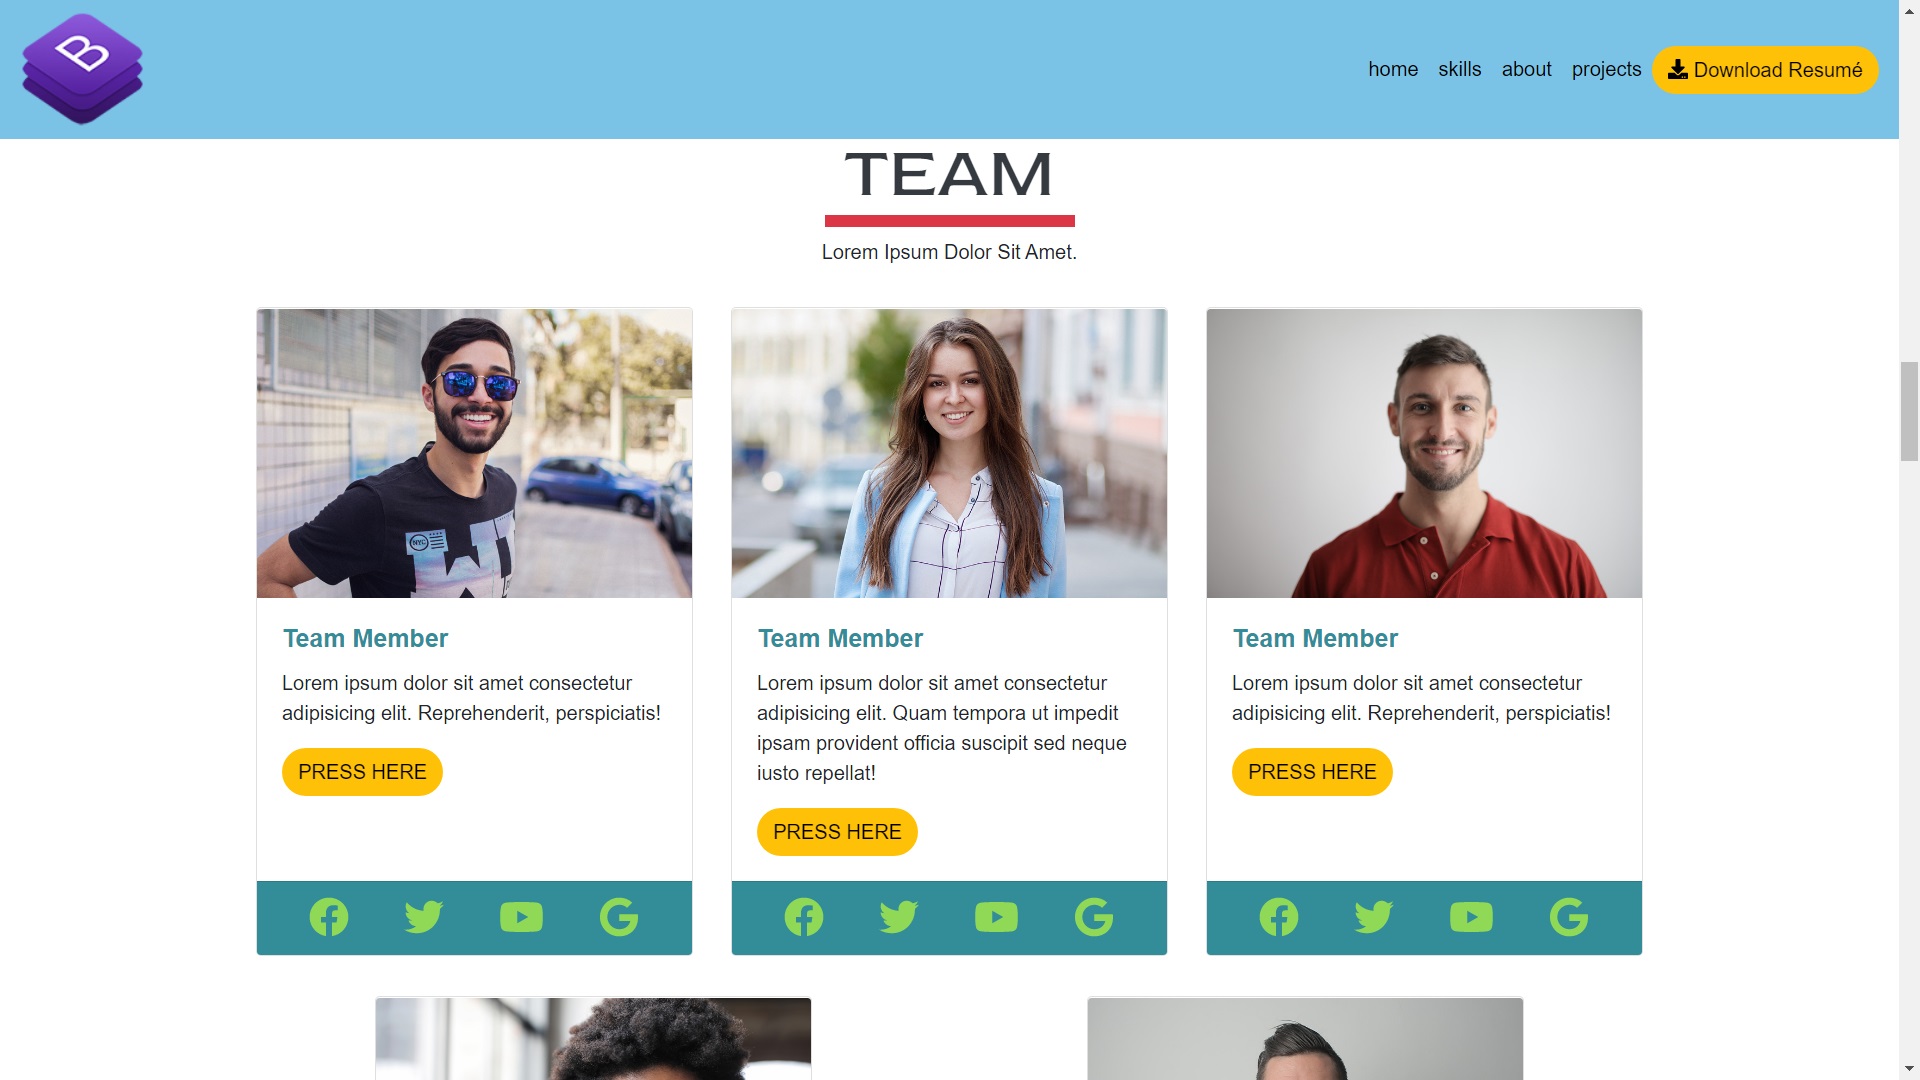 B
home skills about projects Download Resumé
TEAM
Lorem Ipsum Dolor Sit Amet.
NYC
Team Member
Lorem ipsum dolor sit amet consectetur
adipisicing elit. Reprehenderit, perspiciatis!
PRESS HERE
Team Member
Lorem ipsum dolor sit amet consectetur
adipisicing elit. Quam tempora ut impedit
ipsam provident officia suscipit sed neque
iusto repellat!
PRESS HERE
Team Member
Lorem ipsum dolor sit amet consectetur
adipisicing elit. Reprehenderit, perspiciatis!
PRESS HERE